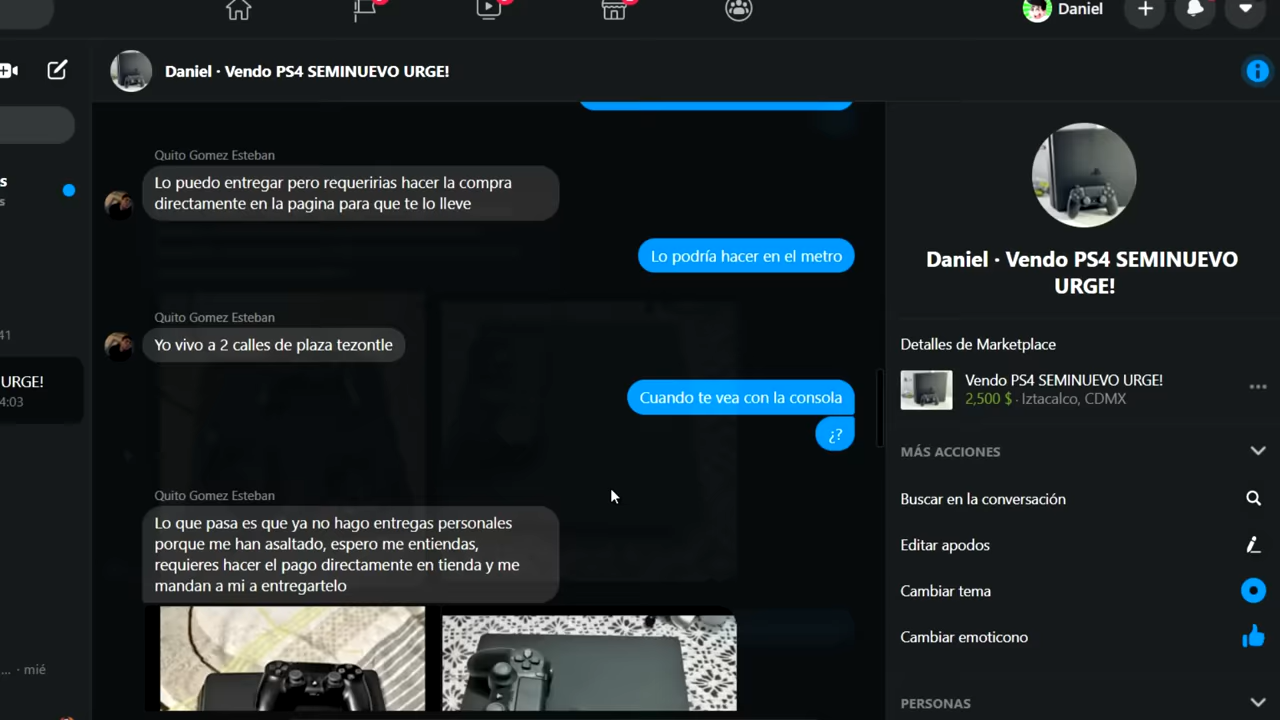 Daniel
Daniel · Vendo PS4 SEMINUEVO URGE!
Quito Gomez Esteban
Lo puedo entregar pero requeririas hacer la compra
directamente en la pagina para que te lo lleve
Lo podría hacer en el metro
Quito Gomez Esteban
Yo vivo a 2 calles de plaza tezontle
Cuando te vea con la consola
¿?
Quito Gomez Esteban
Lo que pasa es que ya no hago entregas personales
porque me han asaltado, espero me entiendas,
requieres hacer el pago directamente en tienda y me
mandan a mi a entregartelo
URGE!
4:03
... · mié
Daniel · Vendo PS4 SEMINUEVO
URGE!
Detalles de Marketplace
Vendo PS4 SEMINUEVO URGE!
2,500 $ · Iztacalco, CDMX
MÁS ACCIONES
Buscar en la conversación
Editar apodos
Cambiar tema
Cambiar emoticono
PERSONAS